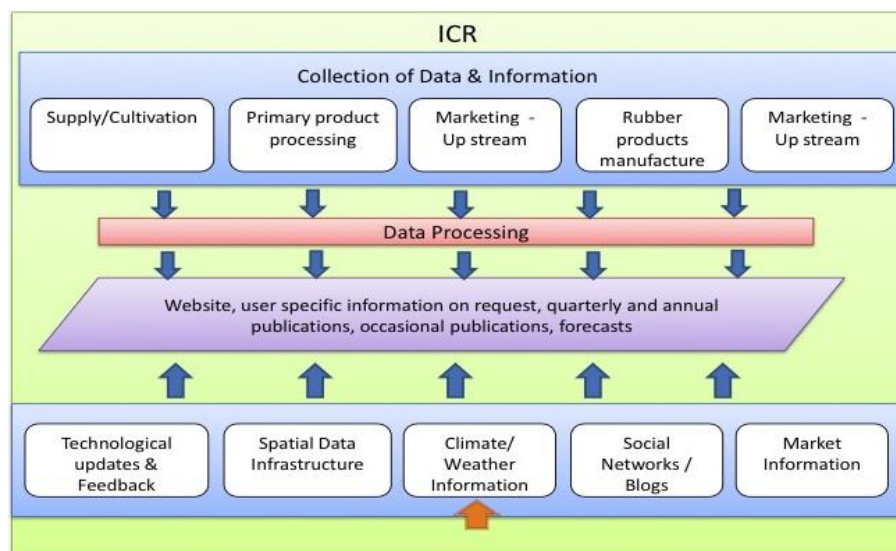 ICR
Collection of Data & Information
Supply/Cultivation
Primary product
processing
Marketing -
Up stream
Rubber
products
manufacture
Marketing -
Up stream
Data Processing
Website, user specific information on request, quarterly and annual
publications, occasional publications, forecasts
Technological
updates &
Feedback
Spatial Data
Infrastructure
Climate/
Weather
Information
Social
Networks /
Blogs
Market
Information